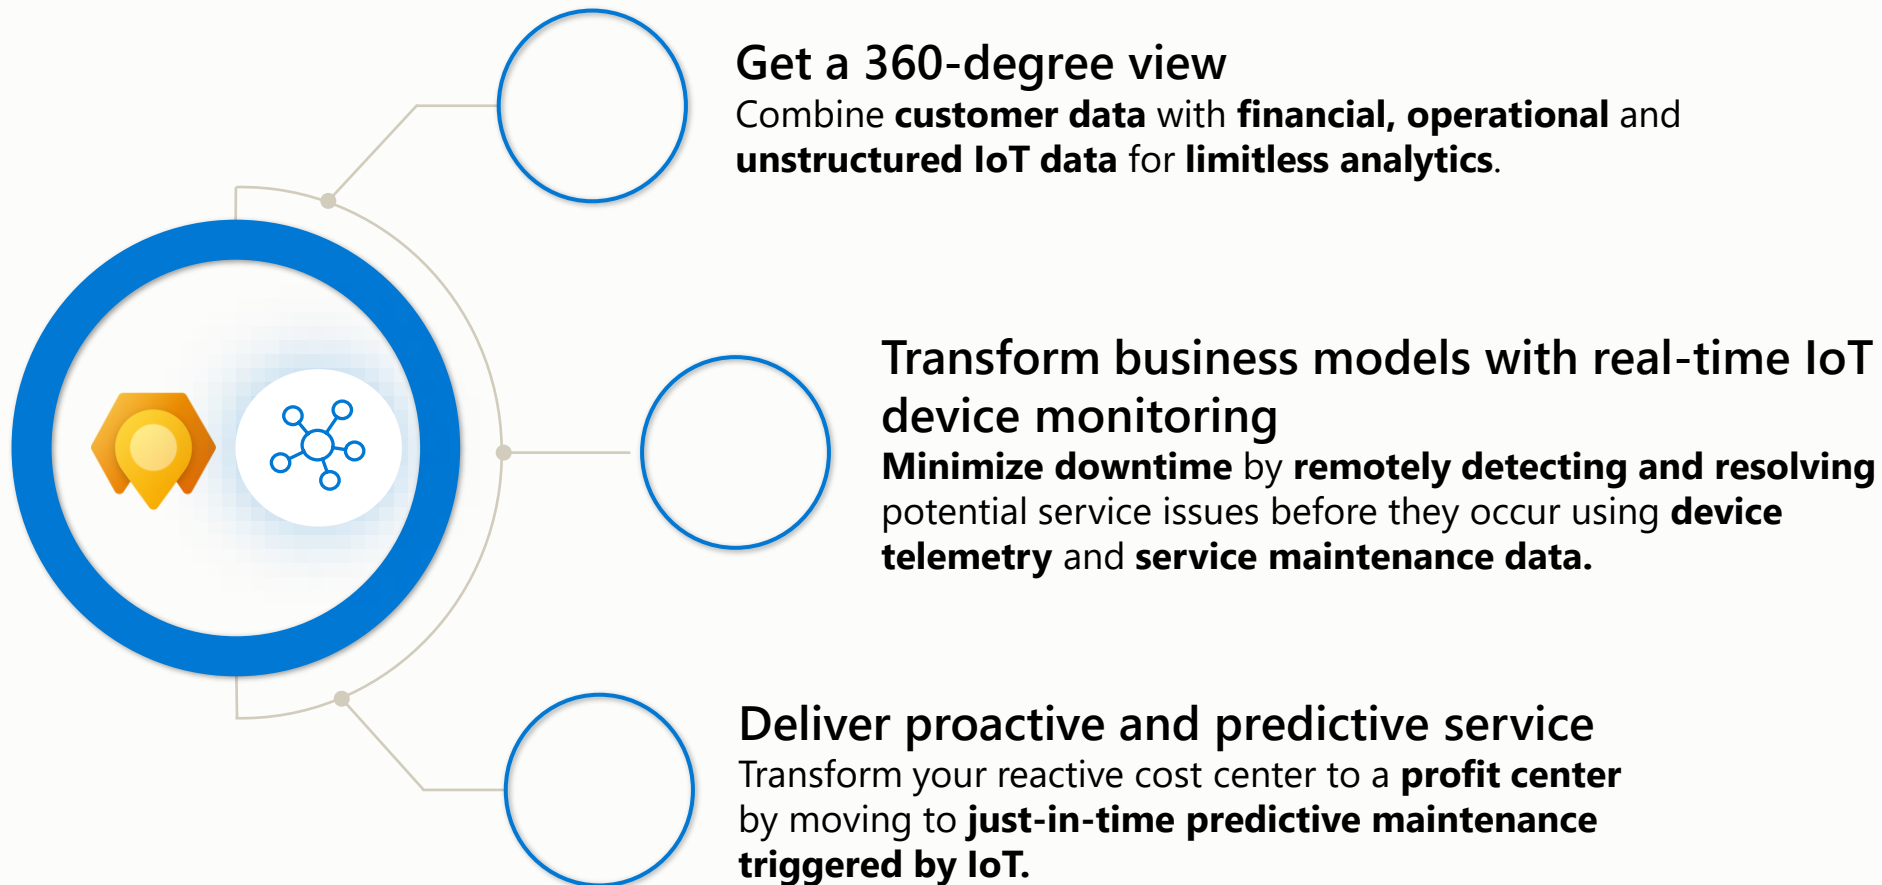 Get a 360-degree view
Combine customer data with financial, operational and
unstructured IoT data for limitless analytics.
Transform business models with real-time IoT
device monitoring
Minimize downtime by remotely detecting and resolving
potential service issues before they occur using device
telemetry and service maintenance data.
Deliver proactive and predictive service
Transform your reactive cost center to a profit center
by moving to just-in-time predictive maintenance
triggered by IoT.